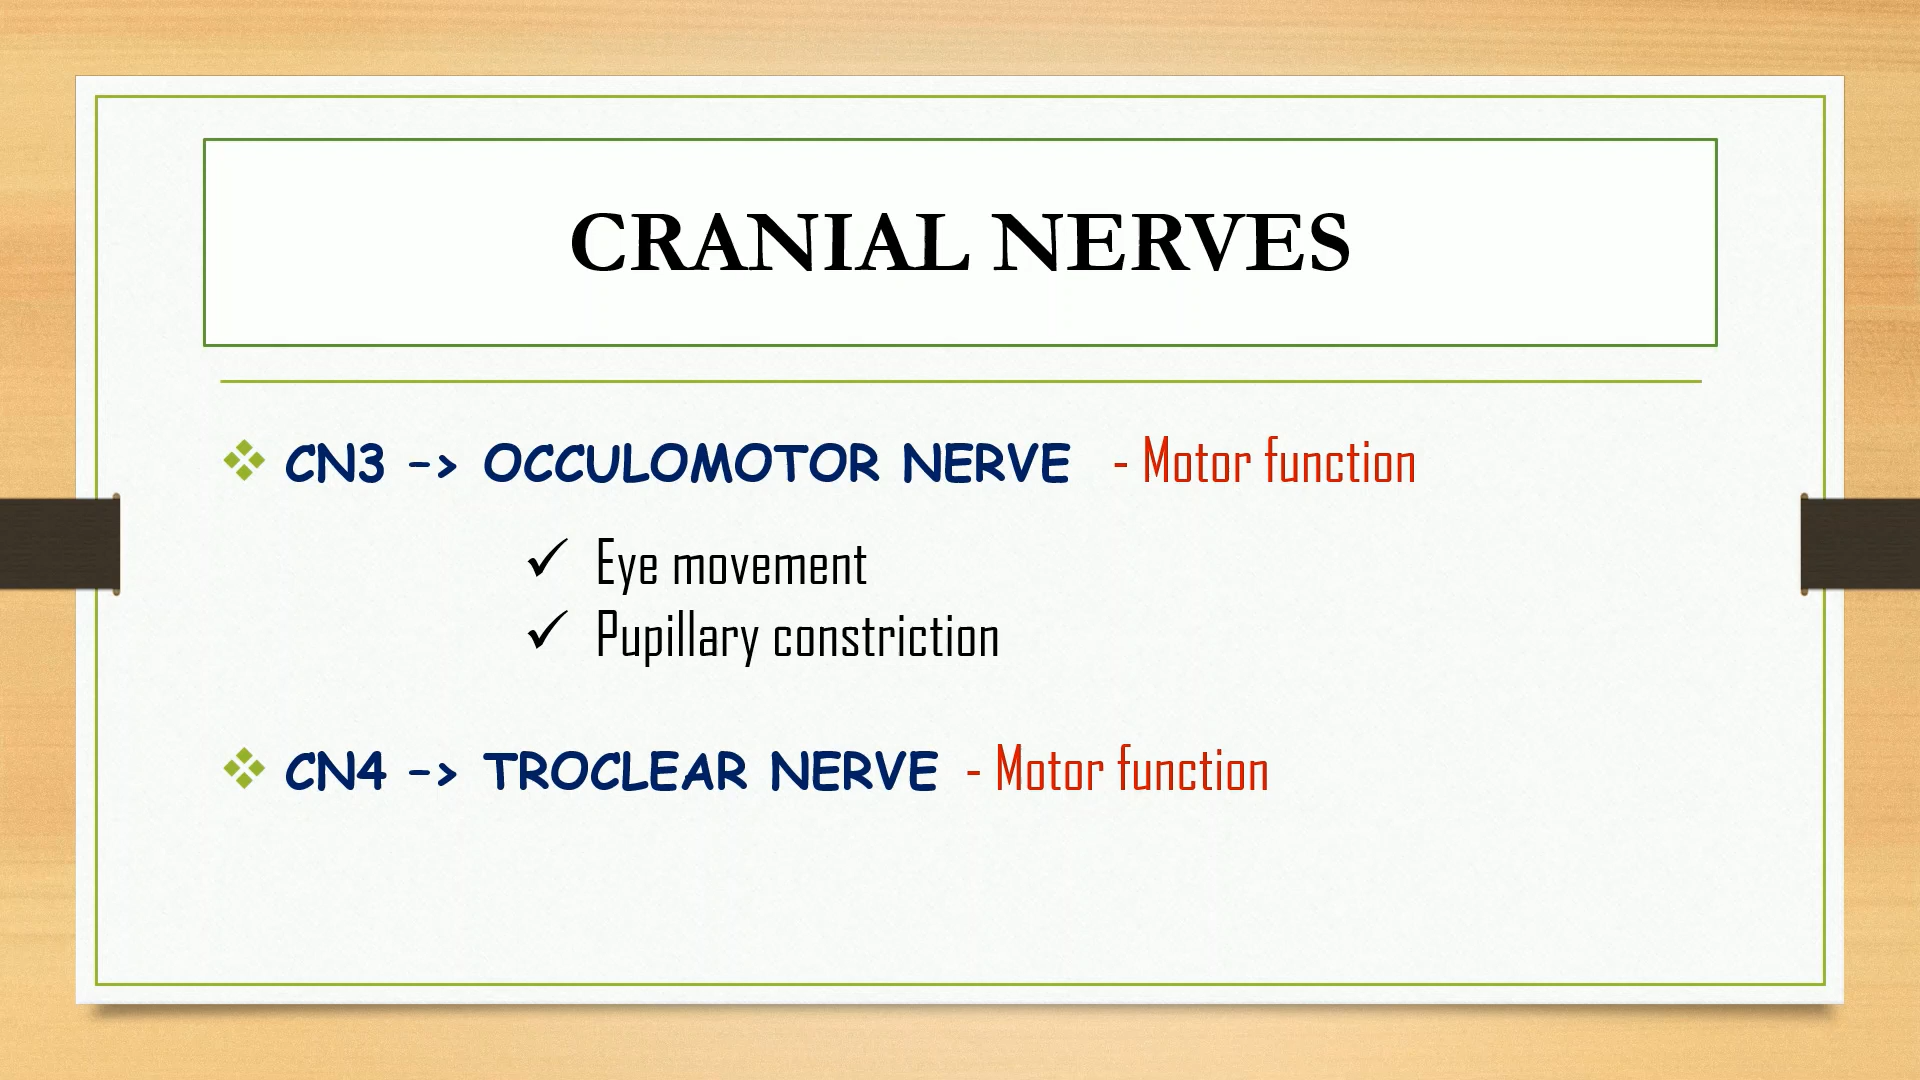 CRANIAL NERVES
CN3 -> OCCULOMOTOR NERVE - Motor function
Eye movement
Pupillary constriction
CN4 -> TROCLEAR NERVE - Motor function